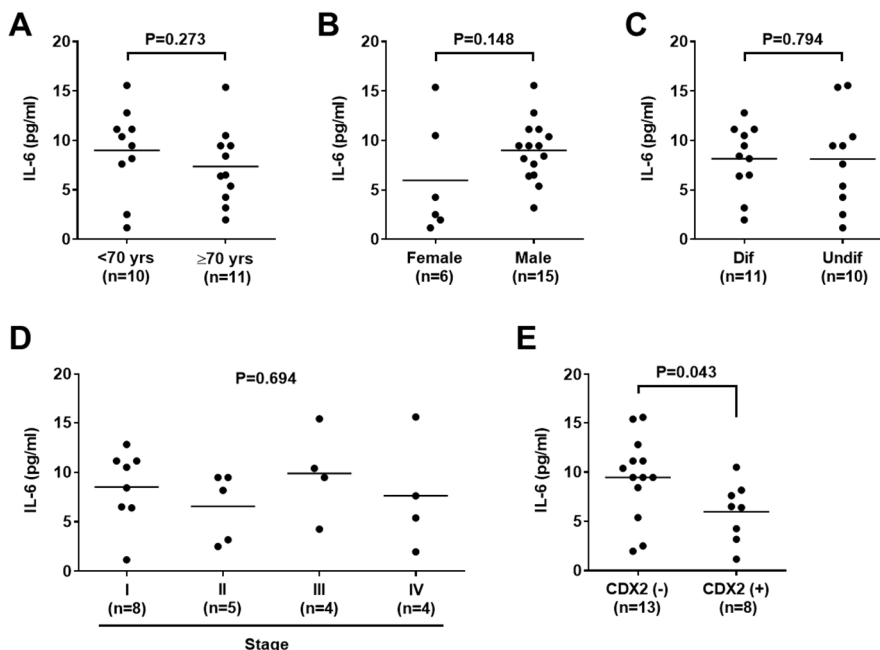 A
P=0.273
20
15
10
5
0
IL-6 (pg/ml)
<70 yrs
(n=10)
≥70 yrs
(n=11)
B
P=0.148
20
15
10
5
0
IL-6 (pg/ml)
Female
(n=6)
Male
(n=15)
C
P=0.794
20
15
10
5
0
IL-6 (pg/ml)
Dif
(n=11)
Undif
(n=10)
D
P=0.694
20
15
10
5
0
IL-6 (pg/ml)
I
(n=8)
II
(n=5)
III
(n=4)
IV
(n=4)
Stage
E
P=0.043
20
15
10
5
0
IL-6 (pg/ml)
CDX2 (-)
(n=13)
CDX2 (+)
(n=8)